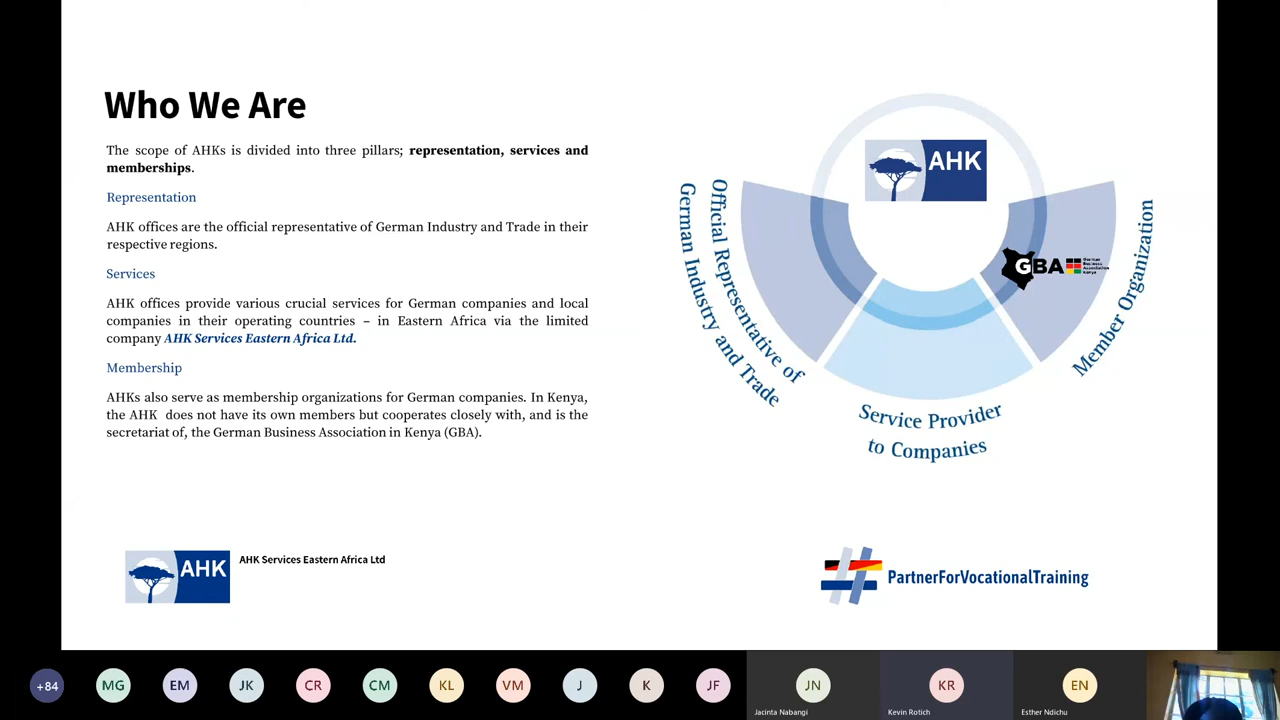 Who We Are
The scope of AHKs is divided into three pillars; representation, services and
memberships.
Representation
AHK offices are the official representative of German Industry and Trade in their
respective regions.
Services
AHK offices provide various crucial services for German companies and local
companies in their operating countries – in Eastern Africa via the limited
company AHK Services Eastern Africa Ltd.
Membership
AHKs also serve as membership organizations for German companies. In Kenya,
the AHK does not have its own members but cooperates closely with, and is the
secretariat of, the German Business Association in Kenya (GBA).
AHK
Official Representative of
German Industry and Trade
Service Provider
to Companies
GBA
German
Business
Association
Kenya
Member Organization
AHK
AHK Services Eastern Africa Ltd
PartnerForVocationalTraining
+84
MG
EM
JK
CR
CM
KL
VM
J
K
JF
JN
Jacinta Nabangi
KR
Kevin Rotich
EN
Esther Ndichu